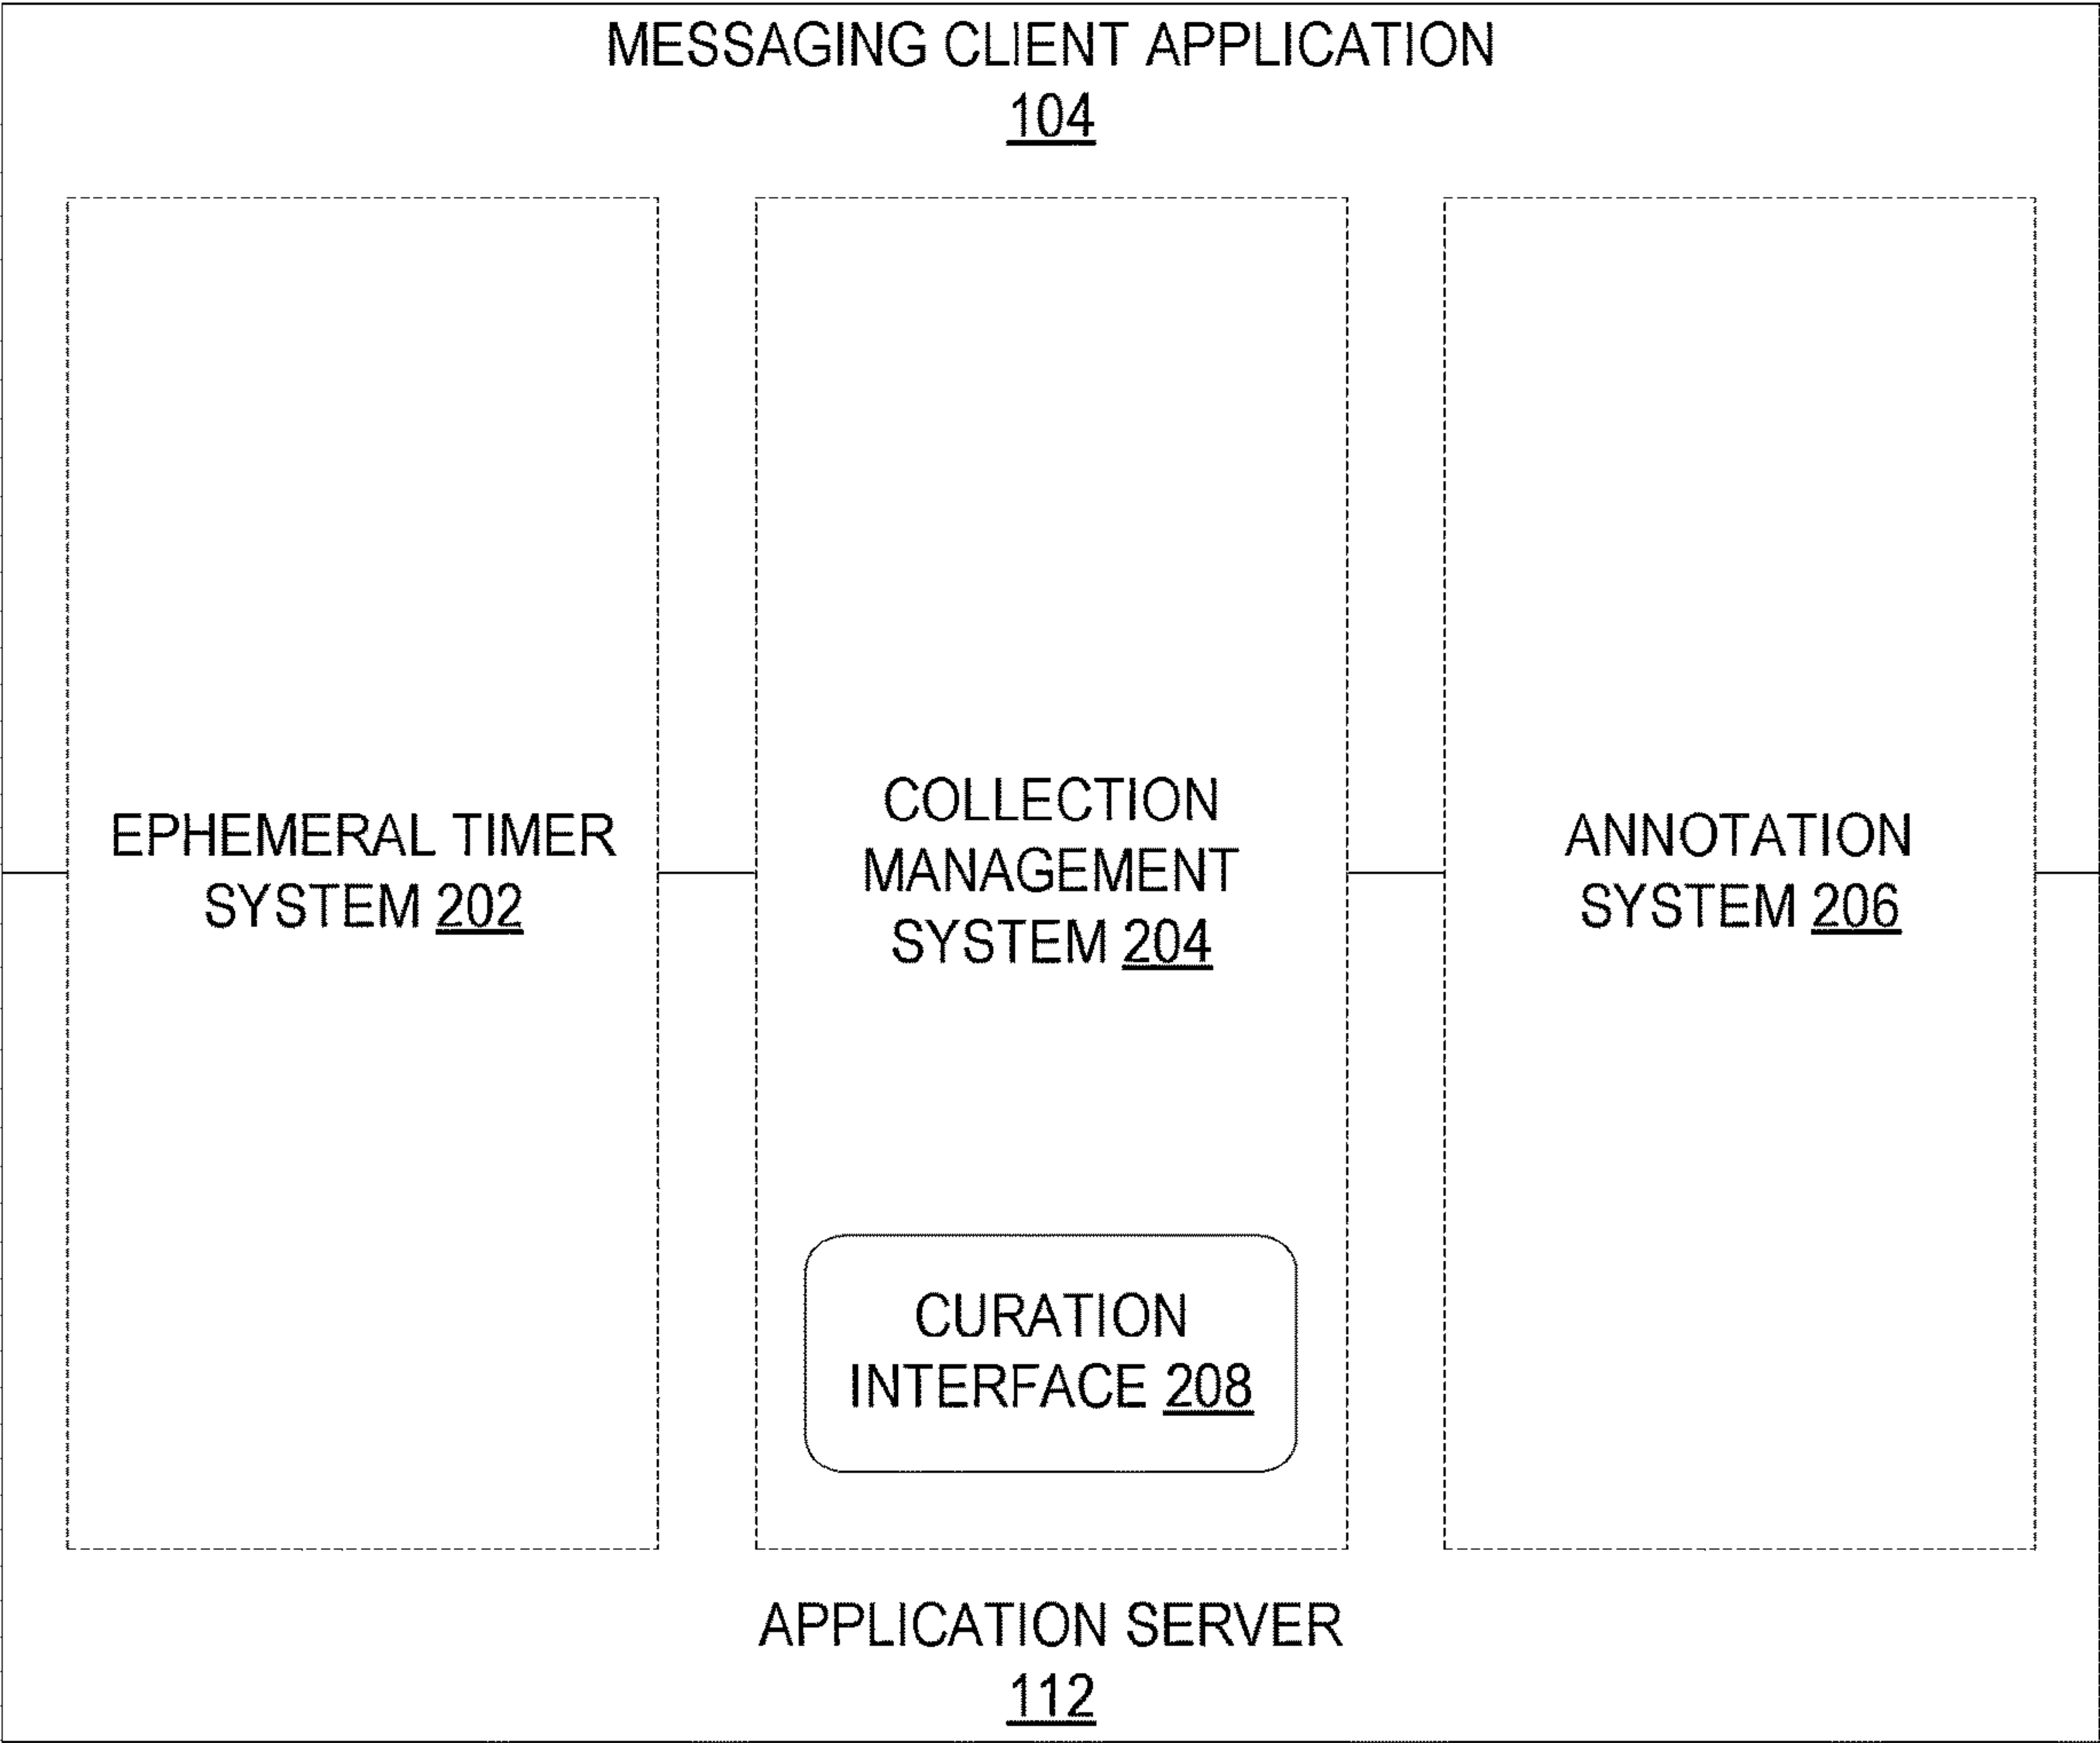 MESSAGING CLIENT APPLICATION
104
EPHEMERAL TIMER
SYSTEM 202
COLLECTION
MANAGEMENT
SYSTEM 204
ANNOTATION
SYSTEM 206
CURATION
INTERFACE 208
APPLICATION SERVER
112